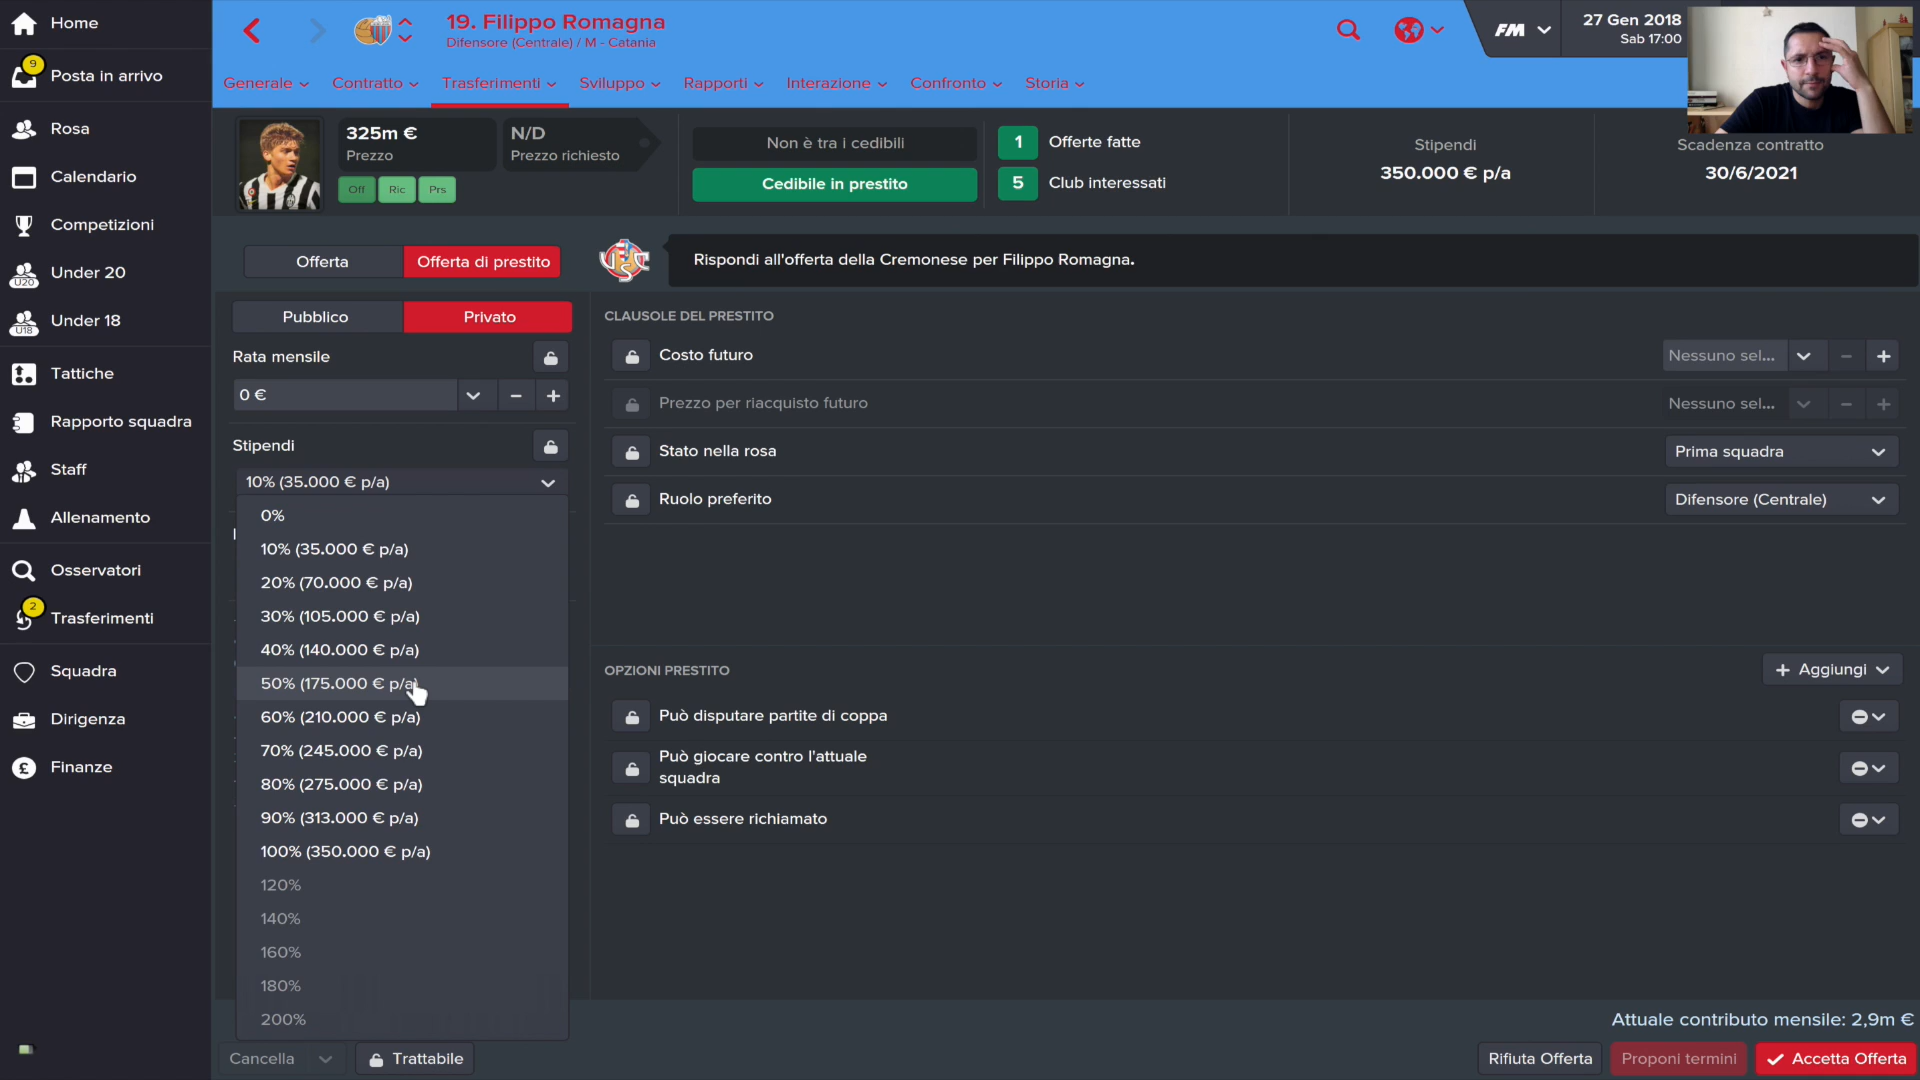 Home
9
Posta in arrivo
Rosa
Calendario
Competizioni
Under 20
U20
Under 18
U18
Tattiche
Rapporto squadra
Staff
Allenamento
Osservatori
2
Trasferimenti
Squadra
Dirigenza
Finanze
19. Filippo Romagna
Difensore (Centrale) / M - Catania
FM
27 Gen 2018
Sab 17:00
Generale
Contratto
Trasferimenti
Sviluppo
Rapporti
Interazione
Confronto
Storia
325m €
Prezzo
N/D
Prezzo richiesto
Off
Ric
Prs
Non è tra i cedibili
Cedibile in prestito
1 Offerte fatte
5 Club interessati
Stipendi
350.000 € p/a
Scadenza contratto
30/6/2021
Offerta
Offerta di prestito
Rispondi all'offerta della Cremonese per Filippo Romagna.
Pubblico
Privato
Rata mensile
0 €
Stipendi
10% (35.000 € p/a)
0%
10% (35.000 € p/a)
20% (70.000 € p/a)
30% (105.000 € p/a)
40% (140.000 € p/a)
50% (175.000 € p/a)
60% (210.000 € p/a)
70% (245.000 € p/a)
80% (275.000 € p/a)
90% (313.000 € p/a)
100% (350.000 € p/a)
120%
140%
160%
180%
200%
CLAUSOLE DEL PRESTITO
Costo futuro
Nessuno sel...
Prezzo per riacquisto futuro
Nessuno sel...
Stato nella rosa
Prima squadra
Ruolo preferito
Difensore (Centrale)
OPZIONI PRESTITO
Aggiungi
Può disputare partite di coppa
Può giocare contro l'attuale
squadra
Può essere richiamato
Attuale contributo mensile: 2,9m €
Cancella
Trattabile
Rifiuta Offerta
Proponi termini
Accetta Offerta